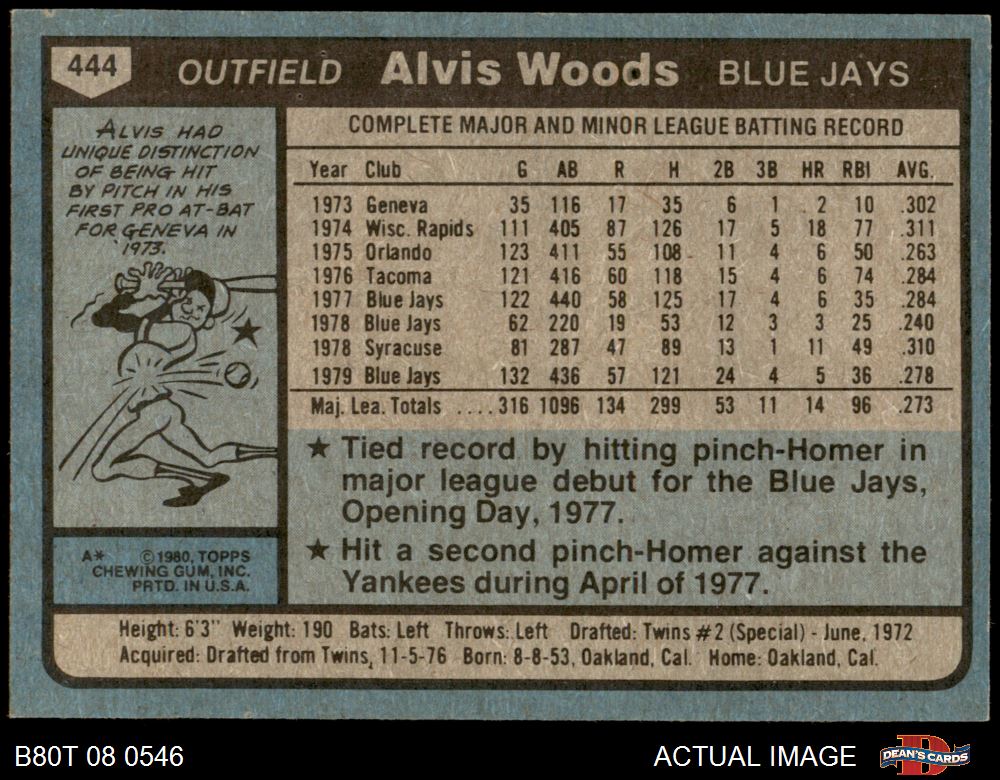 444 OUTFIELD Alvis Woods BLUE JAYS
ALVIS HAD
UNIQUE DISTINCTION
OF BEING HIT
BY PITCH IN HIS
FIRST PRO AT-BAT
FOR GENEVA IN
1973.
A* ©1980, TOPPS
CHEWING GUM, INC.
PRTD. IN U.S.A.
COMPLETE MAJOR AND MINOR LEAGUE BATTING RECORD
Year Club G AB R H 2B 3B HR RBI AVG.
1973 Geneva 35 116 17 35 6 1 2 10 .302
1974 Wisc. Rapids 111 405 87 126 17 5 18 77 .311
1975 Orlando 123 411 55 108 11 4 6 50 .263
1976 Tacoma 121 416 60 118 15 4 6 74 .284
1977 Blue Jays 122 440 58 125 17 4 6 35 .284
1978 Blue Jays 62 220 19 53 12 3 3 25 .240
1978 Syracuse 81 287 47 89 13 1 11 49 .310
1979 Blue Jays 132 436 57 121 24 4 5 36 .278
Maj. Lea. Totals .... 316 1096 134 299 53 11 14 96 .273
★ Tied record by hitting pinch-Homer in
major league debut for the Blue Jays,
Opening Day, 1977.
★ Hit a second pinch-Homer against the
Yankees during April of 1977.
Height: 6'3" Weight: 190 Bats: Left Throws: Left Drafted: Twins #2 (Special) - June, 1972
Acquired: Drafted from Twins, 11-5-76 Born: 8-8-53, Oakland, Cal. Home: Oakland, Cal.
B80T 08 0546 ACTUAL IMAGE DEAN'S CARDS